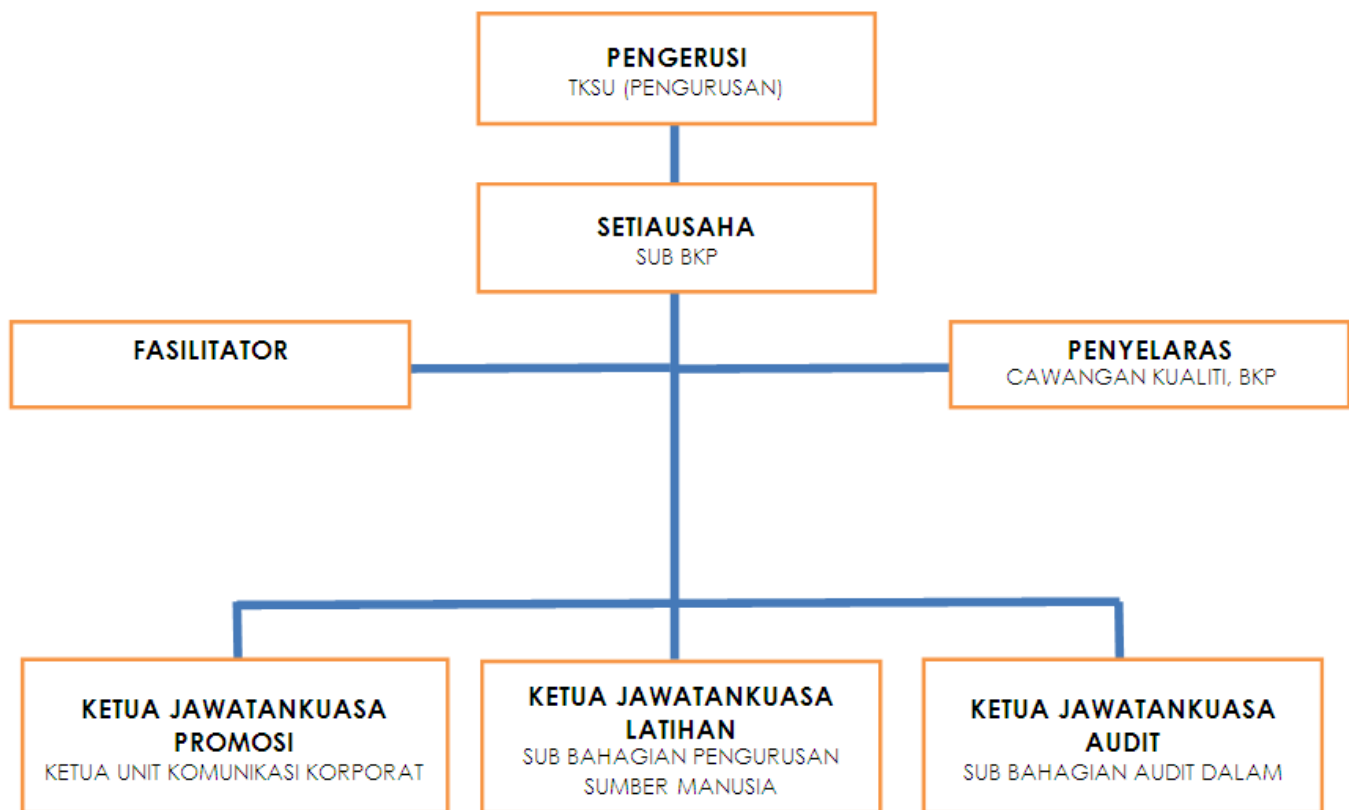 PENGERUSI
TKSU (PENGURUSAN)
SETIAUSAHA
SUB BKP
FASILITATOR
PENYELARAS
CAWANGAN KUALITI, BKP
KETUA JAWATANKUASA
PROMOSI
KETUA UNIT KOMUNIKASI KORPORAT
KETUA JAWATANKUASA
LATIHAN
SUB BAHAGIAN PENGURUSAN
SUMBER MANUSIA
KETUA JAWATANKUASA
AUDIT
SUB BAHAGIAN AUDIT DALAM